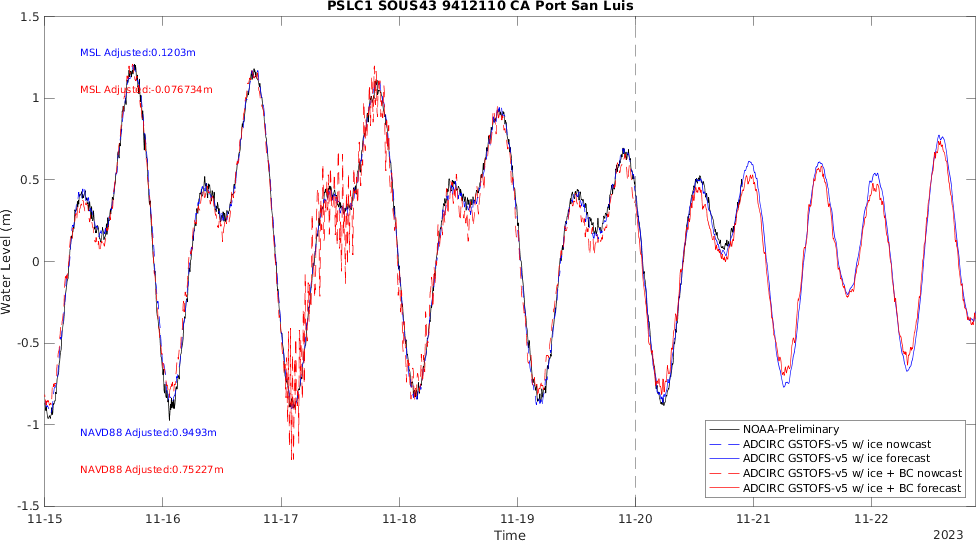 PSLC1 SOUS43 9412110 CA Port San Luis
1.5
MSL Adjusted:0.1203m
1
MSL Adjusted:-0.076734m
0.5
Water Level (m)
0
-0.5
-1
NAVD88 Adjusted:0.9493m
NAVD88 Adjusted:0.75227m
-1.5
NOAA-Preliminary
ADCIRC GSTOFS-v5 w/ ice nowcast
ADCIRC GSTOFS-v5 w/ ice forecast
ADCIRC GSTOFS-v5 w/ ice + BC nowcast
ADCIRC GSTOFS-v5 w/ ice + BC forecast
11-15 11-16 11-17 11-18 11-19 11-20 11-21 11-22
Time
2023